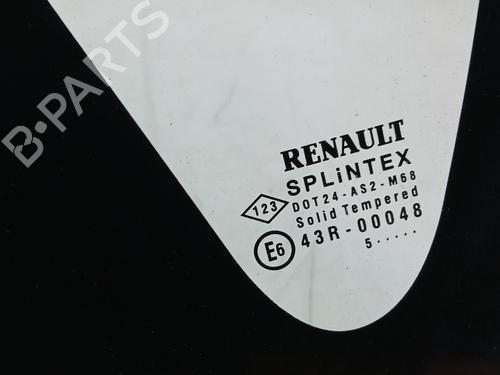 B-PARTS
RENAULT
SPLiNTEX
123 DOT24-AS2-M68
Solid Tempered
E6 43R-00048
5.....